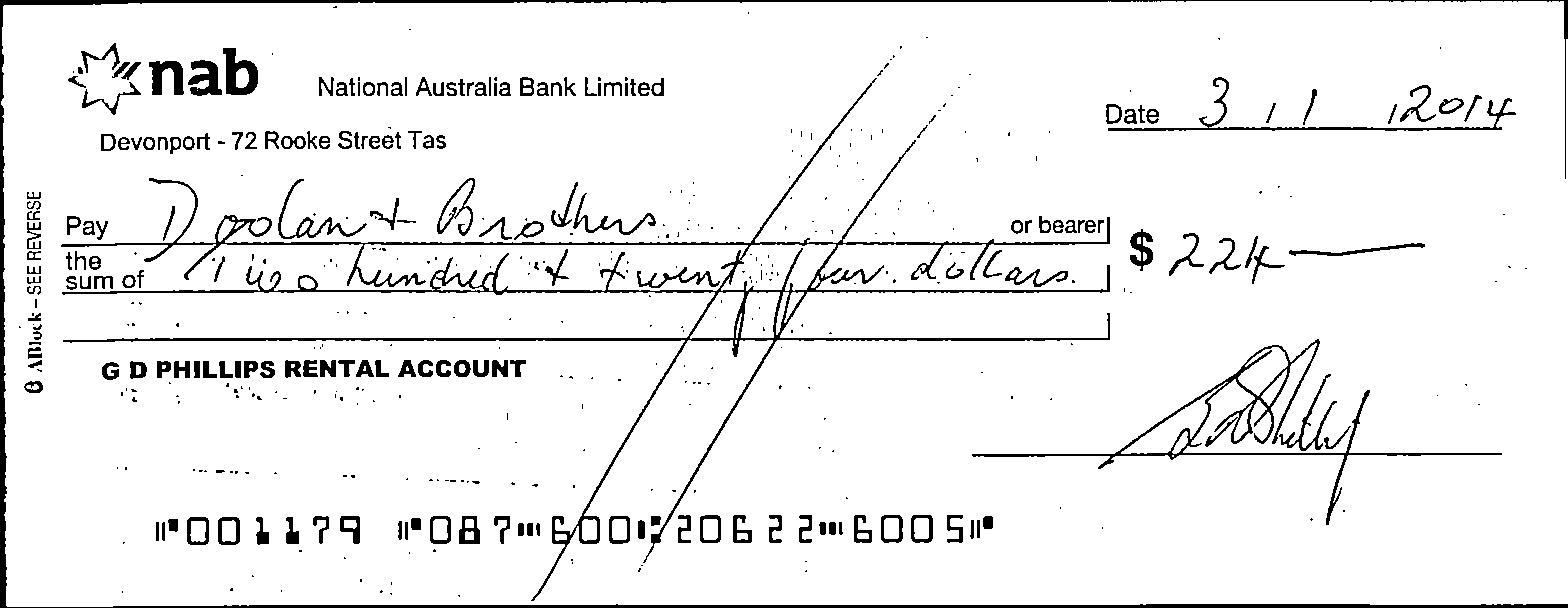 nab
National Australia Bank Limited
Devonport - 72 Rooke Street Tas
Date 3 / 1 / 2014
Pay Doolan + Brothers or bearer
the sum of Two hundred + twenty four dollars.
$ 224 —
G D PHILLIPS RENTAL ACCOUNT
ABlock – SEE REVERSE
⑈001179 ⑈087⑉600⑆20622⑉6005⑈